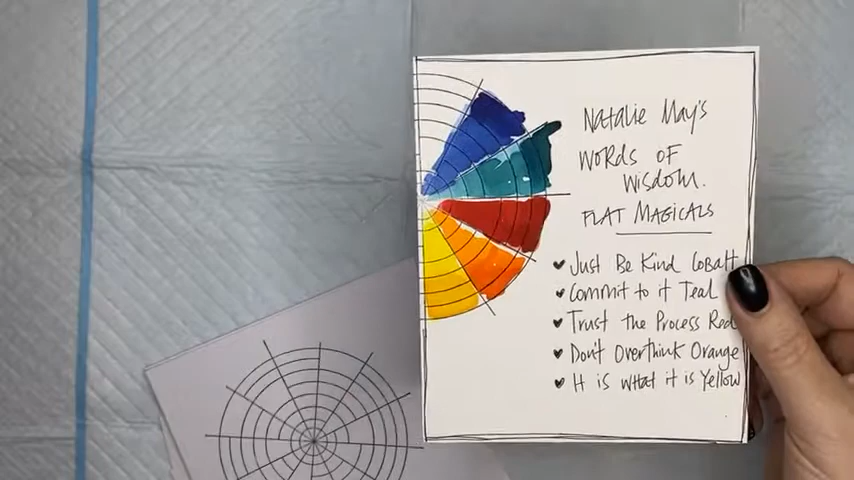 Natalie May's
Words of
Wisdom.
Flat Magicals
Just Be Kind Cobalt
Commit to it Teal
Trust the Process Red
Don't Overthink Orange
It is what it is Yellow